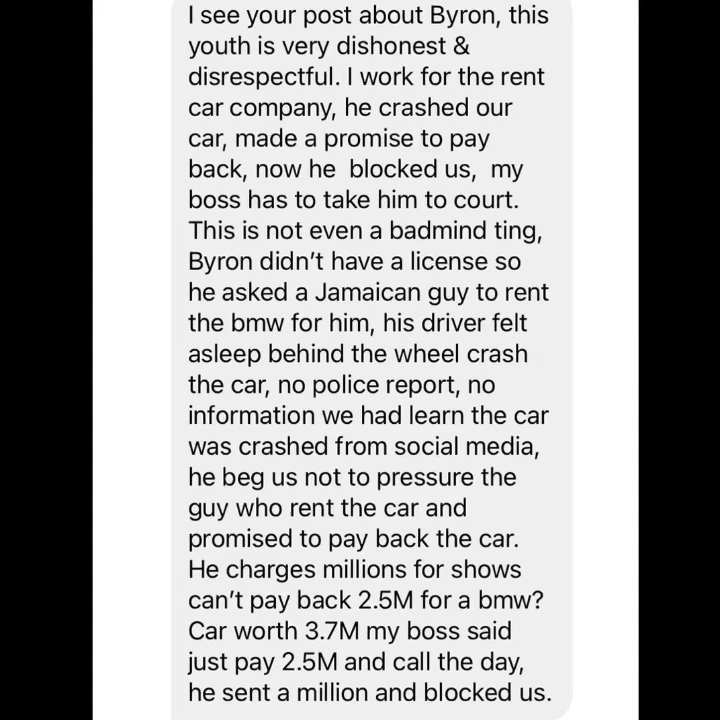 I see your post about Byron, this
youth is very dishonest &
disrespectful. I work for the rent
car company, he crashed our
car, made a promise to pay
back, now he  blocked us,  my
boss has to take him to court.
This is not even a badmind ting,
Byron didn’t have a license so
he asked a Jamaican guy to rent
the bmw for him, his driver felt
asleep behind the wheel crash
the car, no police report, no
information we had learn the car
was crashed from social media,
he beg us not to pressure the
guy who rent the car and
promised to pay back the car.
He charges millions for shows
can’t pay back 2.5M for a bmw?
Car worth 3.7M my boss said
just pay 2.5M and call the day,
he sent a million and blocked us.